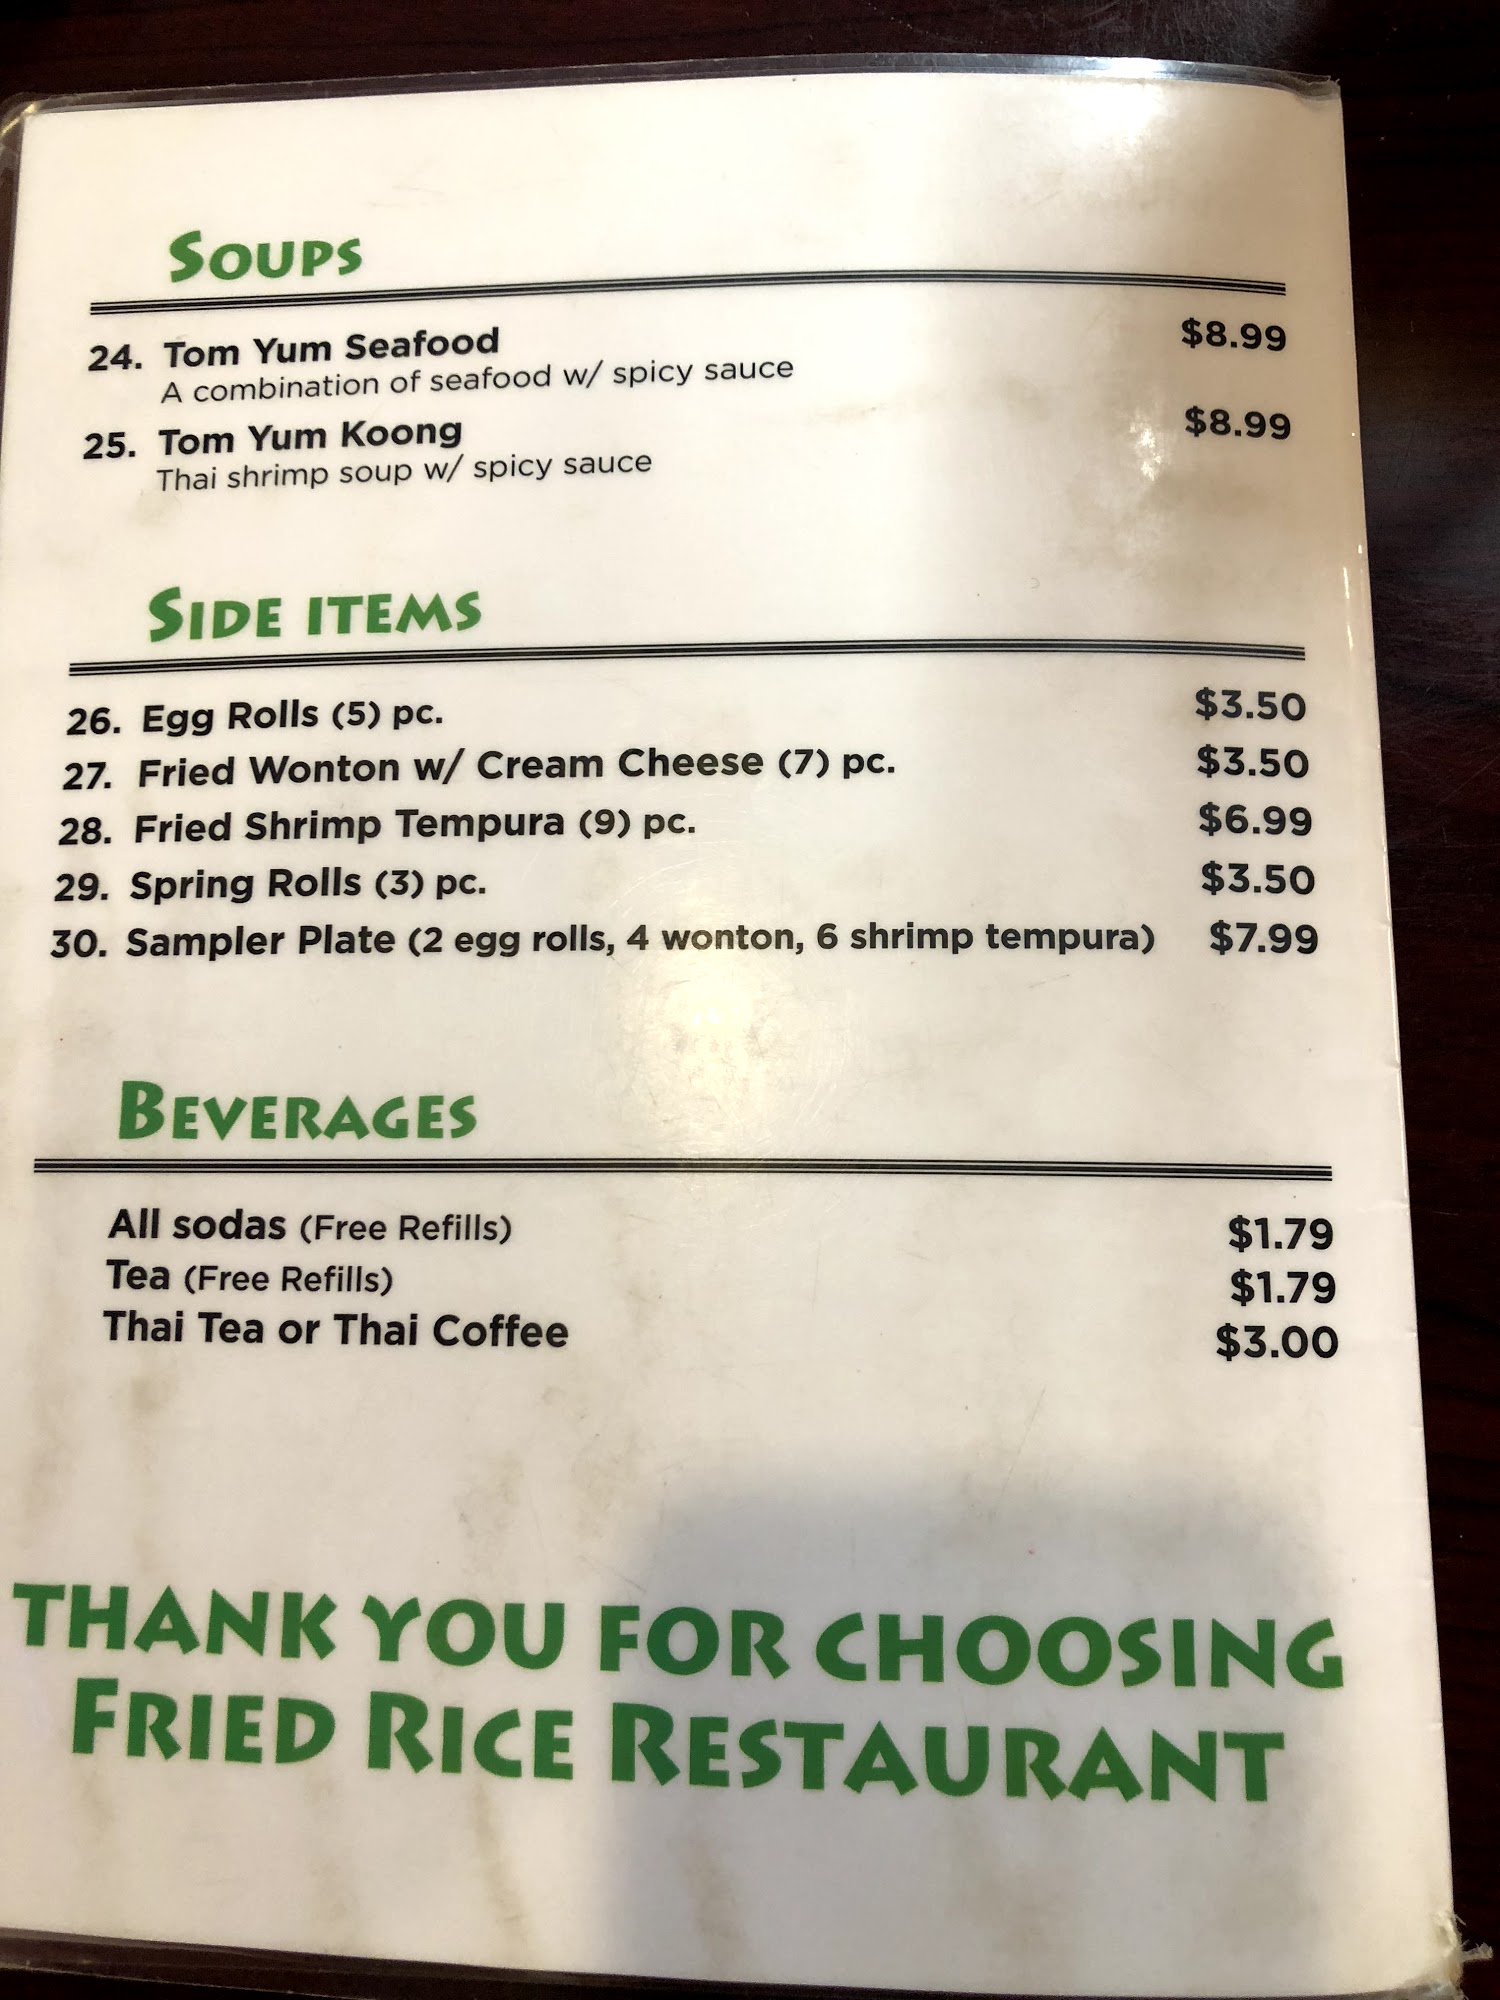 SOUPS
24. Tom Yum Seafood $8.99
A combination of seafood w/ spicy sauce
25. Tom Yum Koong $8.99
Thai shrimp soup w/ spicy sauce
SIDE ITEMS
26. Egg Rolls (5) pc. $3.50
27. Fried Wonton w/ Cream Cheese (7) pc. $3.50
28. Fried Shrimp Tempura (9) pc. $6.99
29. Spring Rolls (3) pc. $3.50
30. Sampler Plate (2 egg rolls, 4 wonton, 6 shrimp tempura) $7.99
BEVERAGES
All sodas (Free Refills) $1.79
Tea (Free Refills) $1.79
Thai Tea or Thai Coffee $3.00
THANK YOU FOR CHOOSING
FRIED RICE RESTAURANT